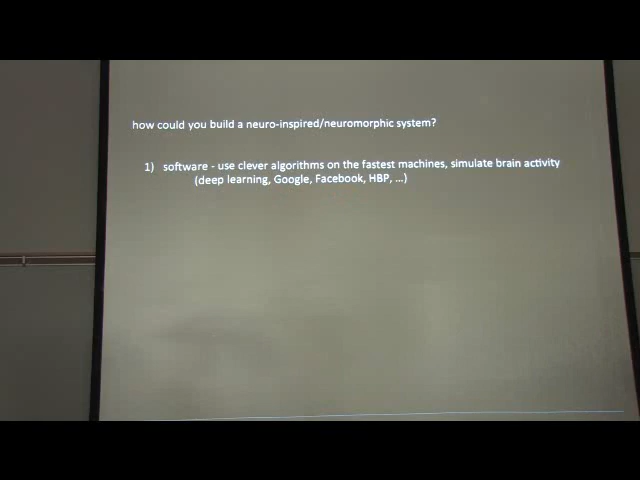 how could you build a neuro-inspired/neuromorphic system?
1) software - use clever algorithms on the fastest machines, simulate brain activity
(deep learning, Google, Facebook, HBP, ...)